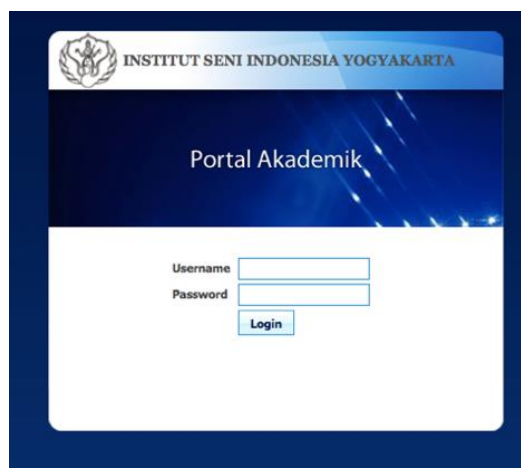 INSTITUT SENI INDONESIA YOGYAKARTA
Portal Akademik
Username
Password
Login